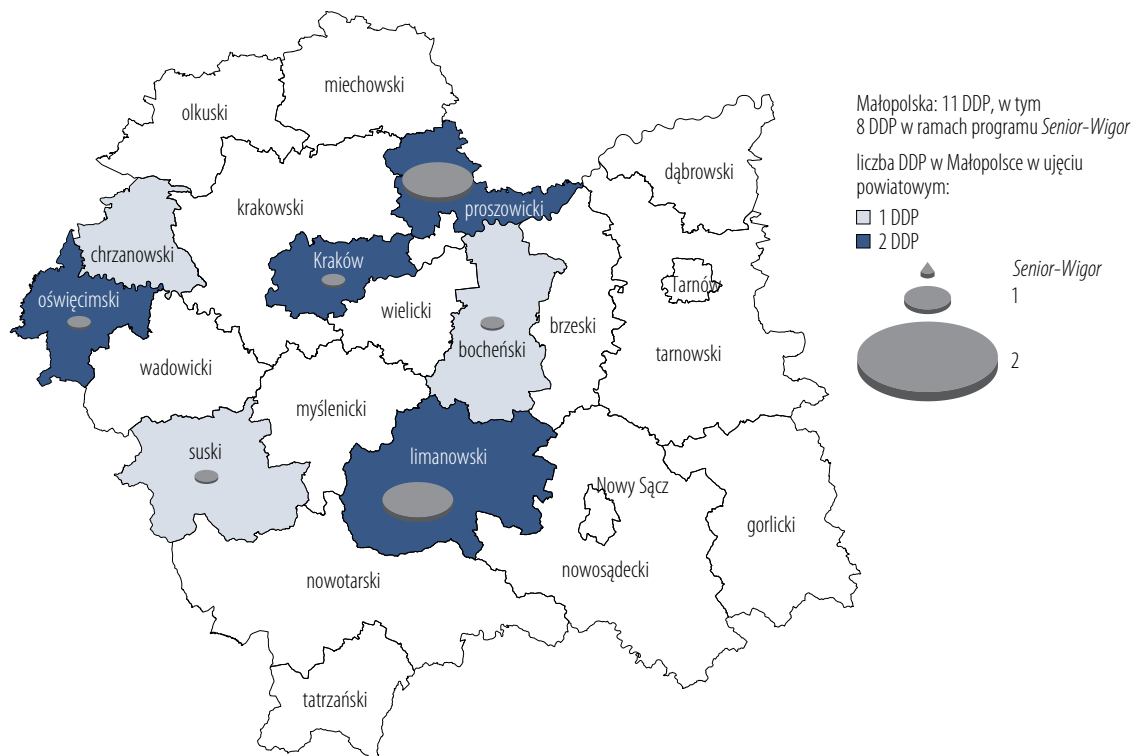 miechowski
olkuski
dąbrowski
krakowski
proszowicki
chrzanowski
Kraków
Tarnów
oświęcimski
wielicki
brzeski
bocheński
tarnowski
wadowicki
myślenicki
suski
limanowski
Nowy Sącz
gorlicki
nowosądecki
nowotarski
tatrzański
Małopolska: 11 DDP, w tym
8 DDP w ramach programu Senior-Wigor
liczba DDP w Małopolsce w ujęciu
powiatowym:
1 DDP
2 DDP
Senior-Wigor
1
2